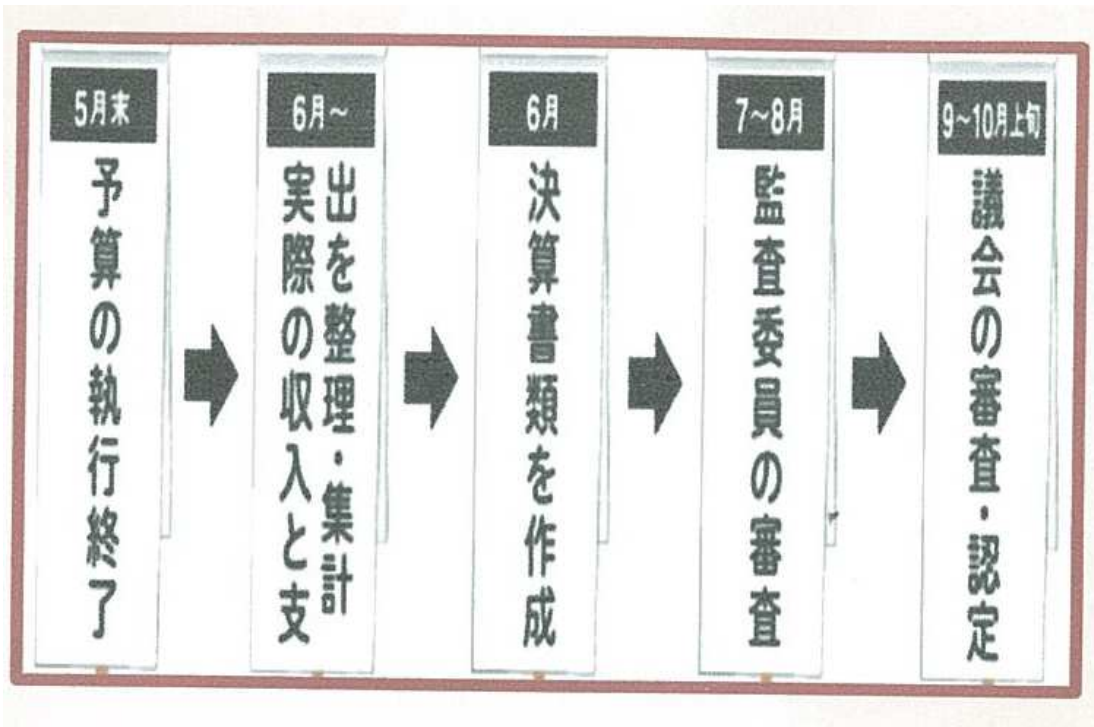 5月末
予算の執行終了
6月～
実際の収入と支
出を整理・集計
6月
決算書類を作成
7～8月
監査委員の審査
9～10月上旬
議会の審査・認定